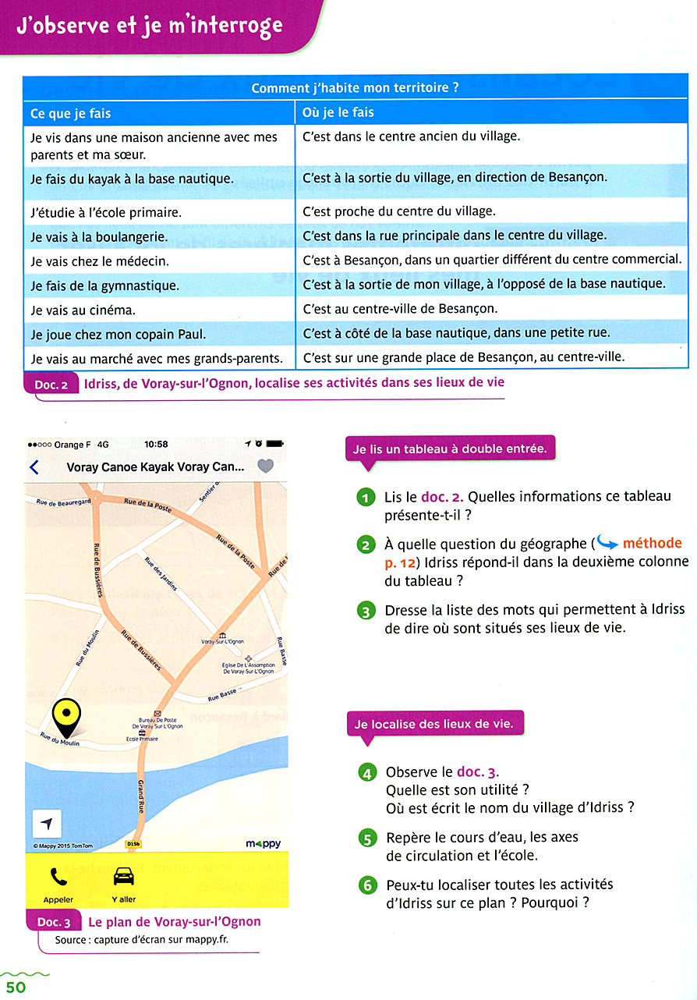 J'observe et je m'interroge
Comment j'habite mon territoire ?
Ce que je fais
Où je le fais
Je vis dans une maison ancienne avec mes
parents et ma sœur.
C'est dans le centre ancien du village.
Je fais du kayak à la base nautique.
C'est à la sortie du village, en direction de Besançon.
J'étudie à l'école primaire.
C'est proche du centre du village.
Je vais à la boulangerie.
C'est dans la rue principale dans le centre du village.
Je vais chez le médecin.
C'est à Besançon, dans un quartier différent du centre commercial.
Je fais de la gymnastique.
C'est à la sortie de mon village, à l'opposé de la base nautique.
Je vais au cinéma.
C'est au centre-ville de Besançon.
Je joue chez mon copain Paul.
C'est à côté de la base nautique, dans une petite rue.
Je vais au marché avec mes grands-parents.
C'est sur une grande place de Besançon, au centre-ville.
Doc. 2 Idriss, de Voray-sur-l'Ognon, localise ses activités dans ses lieux de vie
Orange F 4G 10:58
Voray Canoe Kayak Voray Can...
Rue de Beauregard
Rue de la Poste
Sentier
Rue de la Poste
Rue de Bussières
Rue des Jardins
Rue de
Rue du Moulin
Rue de Bussières
Voray-Sur-L'Ognon
Rue Basse
Eglise De L'Assomption
De Voray-Sur-L'Ognon
Rue Basse
Bureau De Poste
De Voray Sur L'Ognon
Ecole Primaire
Rue du Moulin
Grand'Rue
© Mappy 2015 TomTom
D15b
mappy
Appeler
Y aller
Doc. 3 Le plan de Voray-sur-l'Ognon
Source : capture d'écran sur mappy.fr.
Je lis un tableau à double entrée.
1 Lis le doc. 2. Quelles informations ce tableau
présente-t-il ?
2 À quelle question du géographe ( méthode
p. 12) Idriss répond-il dans la deuxième colonne
du tableau ?
3 Dresse la liste des mots qui permettent à Idriss
de dire où sont situés ses lieux de vie.
Je localise des lieux de vie.
4 Observe le doc. 3.
Quelle est son utilité ?
Où est écrit le nom du village d'Idriss ?
5 Repère le cours d'eau, les axes
de circulation et l'école.
6 Peux-tu localiser toutes les activités
d'Idriss sur ce plan ? Pourquoi ?
50